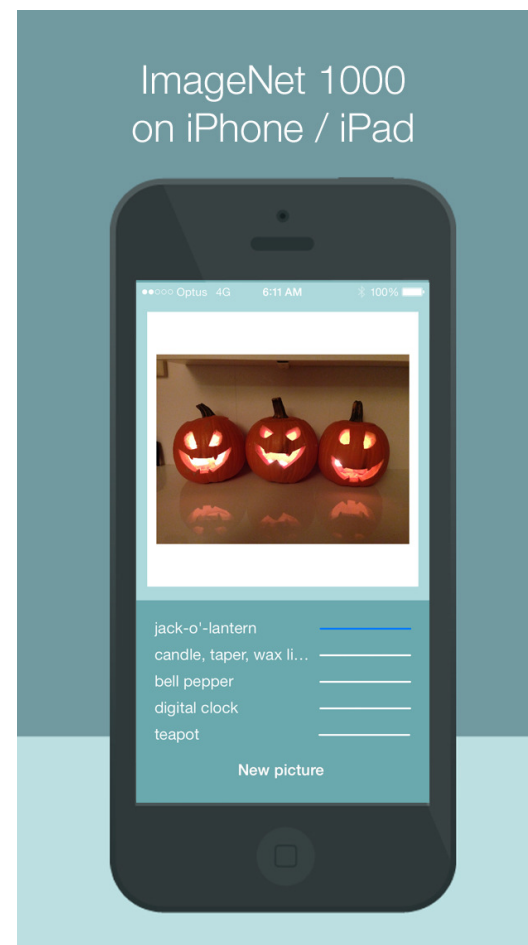 ImageNet 1000
on iPhone / iPad
Optus 4G 6:11 AM 100%
jack-o'-lantern
candle, taper, wax li...
bell pepper
digital clock
teapot
New picture